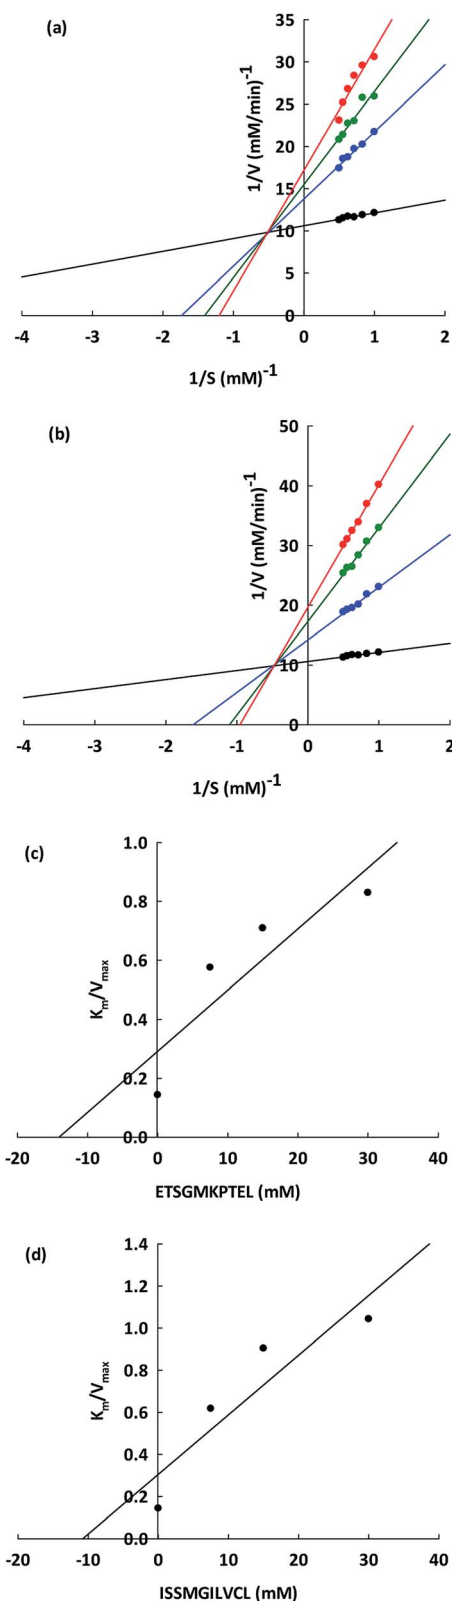 (a)
35
30
25
20
15
10
5
0
1/V (mM/min)-1
-4 -3 -2 -1 0 1 2
1/S (mM)-1
(b)
50
40
30
20
10
0
1/V (mM/min)-1
-4 -3 -2 -1 0 1 2
1/S (mM)-1
(c)
1.0
0.8
0.6
0.4
0.2
0.0
Km/Vmax
-20 -10 0 10 20 30 40
ETSGMKPTEL (mM)
(d)
1.4
1.2
1.0
0.8
0.6
0.4
0.2
0.0
Km/Vmax
-20 -10 0 10 20 30 40
ISSMGILVCL (mM)